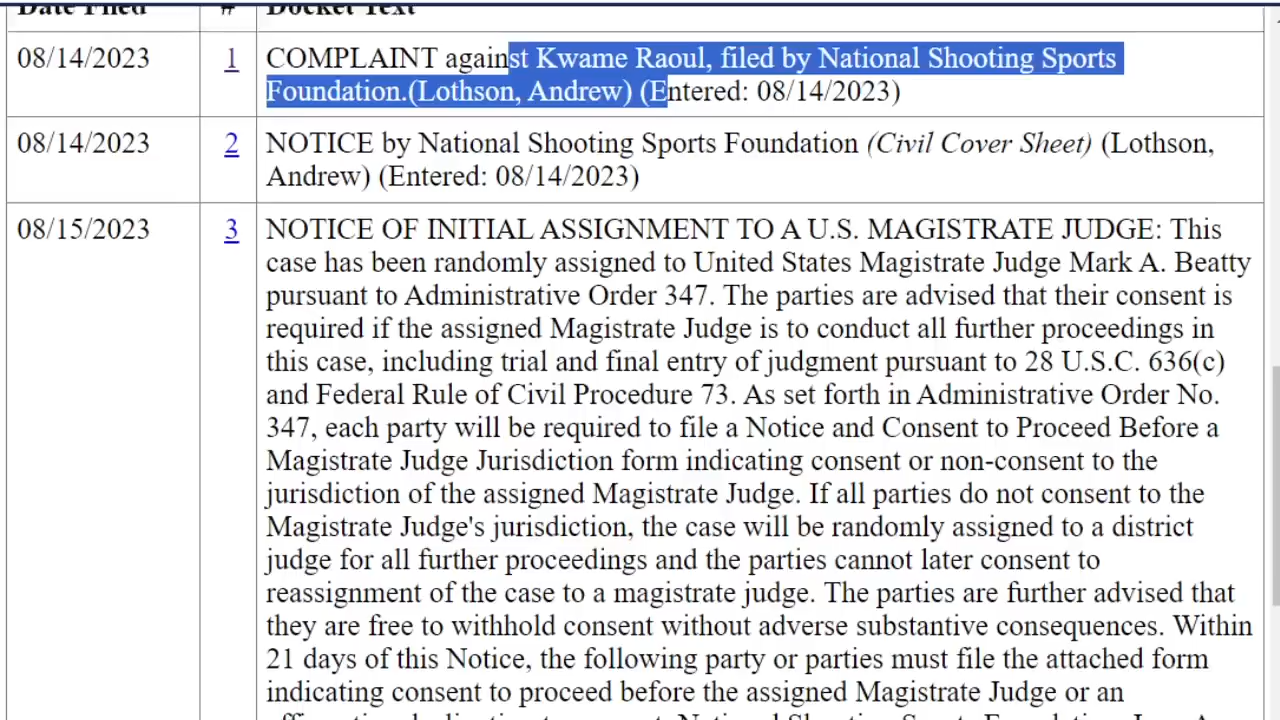 Date Filed # Docket Text
08/14/2023 1 COMPLAINT against Kwame Raoul, filed by National Shooting Sports
Foundation.(Lothson, Andrew) (Entered: 08/14/2023)
08/14/2023 2 NOTICE by National Shooting Sports Foundation (Civil Cover Sheet) (Lothson,
Andrew) (Entered: 08/14/2023)
08/15/2023 3 NOTICE OF INITIAL ASSIGNMENT TO A U.S. MAGISTRATE JUDGE: This
case has been randomly assigned to United States Magistrate Judge Mark A. Beatty
pursuant to Administrative Order 347. The parties are advised that their consent is
required if the assigned Magistrate Judge is to conduct all further proceedings in
this case, including trial and final entry of judgment pursuant to 28 U.S.C. 636(c)
and Federal Rule of Civil Procedure 73. As set forth in Administrative Order No.
347, each party will be required to file a Notice and Consent to Proceed Before a
Magistrate Judge Jurisdiction form indicating consent or non-consent to the
jurisdiction of the assigned Magistrate Judge. If all parties do not consent to the
Magistrate Judge's jurisdiction, the case will be randomly assigned to a district
judge for all further proceedings and the parties cannot later consent to
reassignment of the case to a magistrate judge. The parties are further advised that
they are free to withhold consent without adverse substantive consequences. Within
21 days of this Notice, the following party or parties must file the attached form
indicating consent to proceed before the assigned Magistrate Judge or an